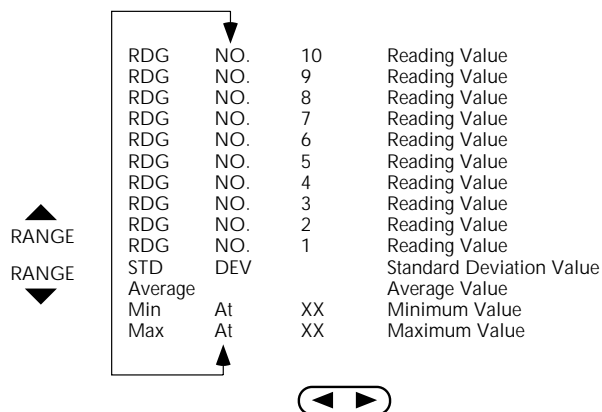 RDG NO. 10 Reading Value
RDG NO. 9 Reading Value
RDG NO. 8 Reading Value
RDG NO. 7 Reading Value
RDG NO. 6 Reading Value
RDG NO. 5 Reading Value
RDG NO. 4 Reading Value
RDG NO. 3 Reading Value
RDG NO. 2 Reading Value
RDG NO. 1 Reading Value
STD DEV Standard Deviation Value
Average Average Value
Min At XX Minimum Value
Max At XX Maximum Value
RANGE
RANGE